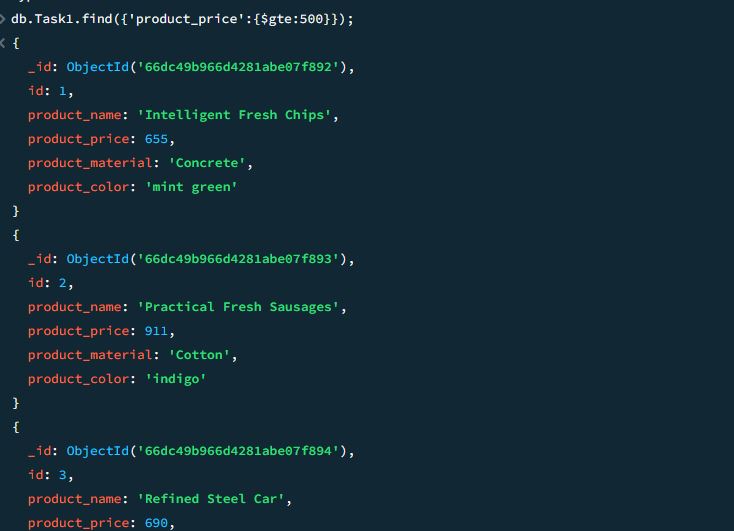 > db.Task1.find({'product_price':{$gte:500}});
< {
_id: ObjectId('66dc49b966d4281abe07f892'),
id: 1,
product_name: 'Intelligent Fresh Chips',
product_price: 655,
product_material: 'Concrete',
product_color: 'mint green'
}
{
_id: ObjectId('66dc49b966d4281abe07f893'),
id: 2,
product_name: 'Practical Fresh Sausages',
product_price: 911,
product_material: 'Cotton',
product_color: 'indigo'
}
{
_id: ObjectId('66dc49b966d4281abe07f894'),
id: 3,
product_name: 'Refined Steel Car',
product_price: 690,